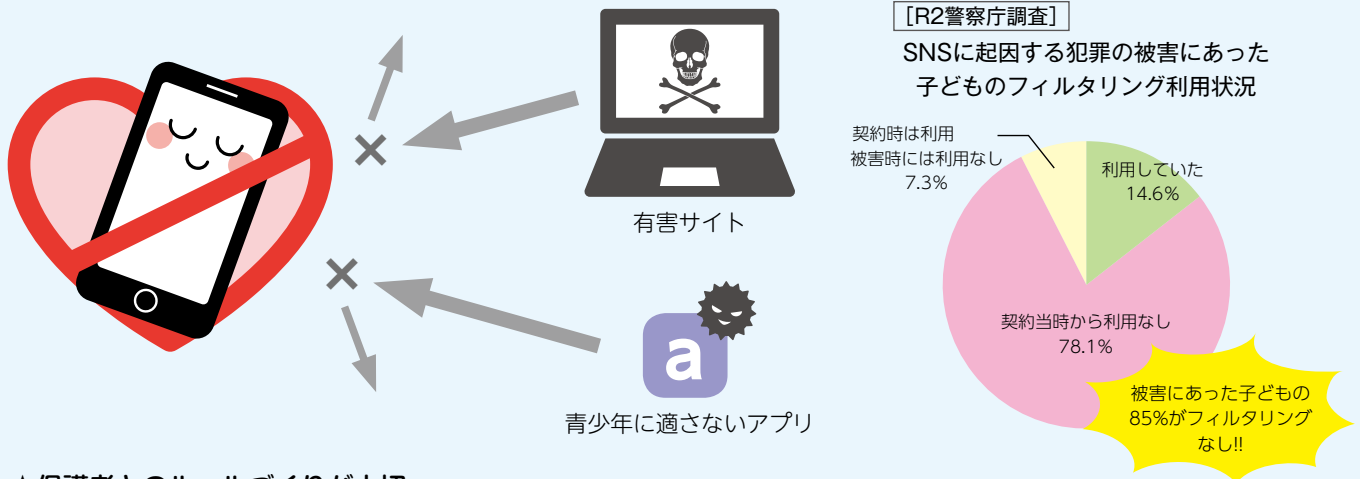 [R2警察庁調査]
SNSに起因する犯罪の被害にあった
子どものフィルタリング利用状況
契約時は利用
被害時には利用なし
7.3%
利用していた
14.6%
契約当時から利用なし
78.1%
被害にあった子どもの
85%がフィルタリング
なし!!
有害サイト
a
青少年に適さないアプリ